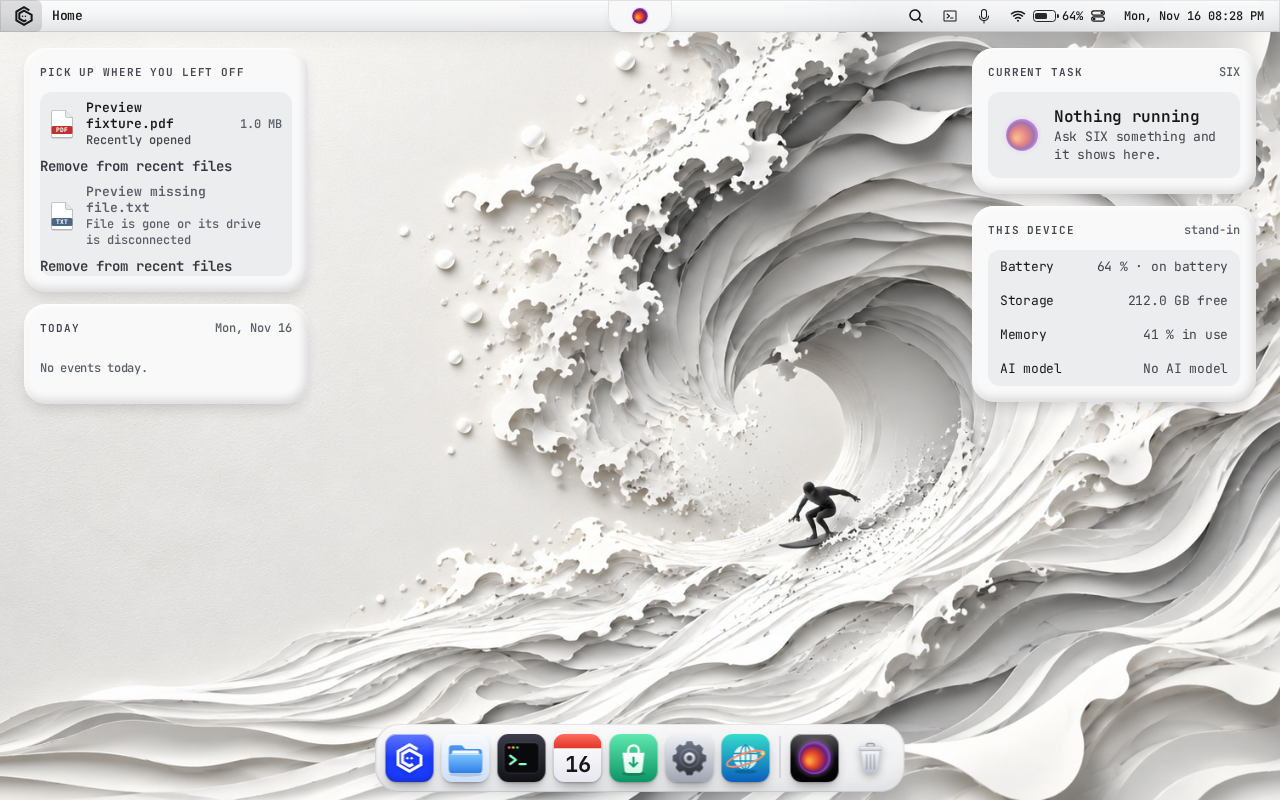 Home
64%
Mon, Nov 16 08:28 PM
PICK UP WHERE YOU LEFT OFF
Preview
fixture.pdf
1.0 MB
Recently opened
PDF
Remove from recent files
Preview missing
file.txt
File is gone or its drive
is disconnected
TXT
Remove from recent files
TODAY
Mon, Nov 16
No events today.
CURRENT TASK
SIX
Nothing running
Ask SIX something and
it shows here.
THIS DEVICE
stand-in
Battery
64 % · on battery
Storage
212.0 GB free
Memory
41 % in use
AI model
No AI model
16